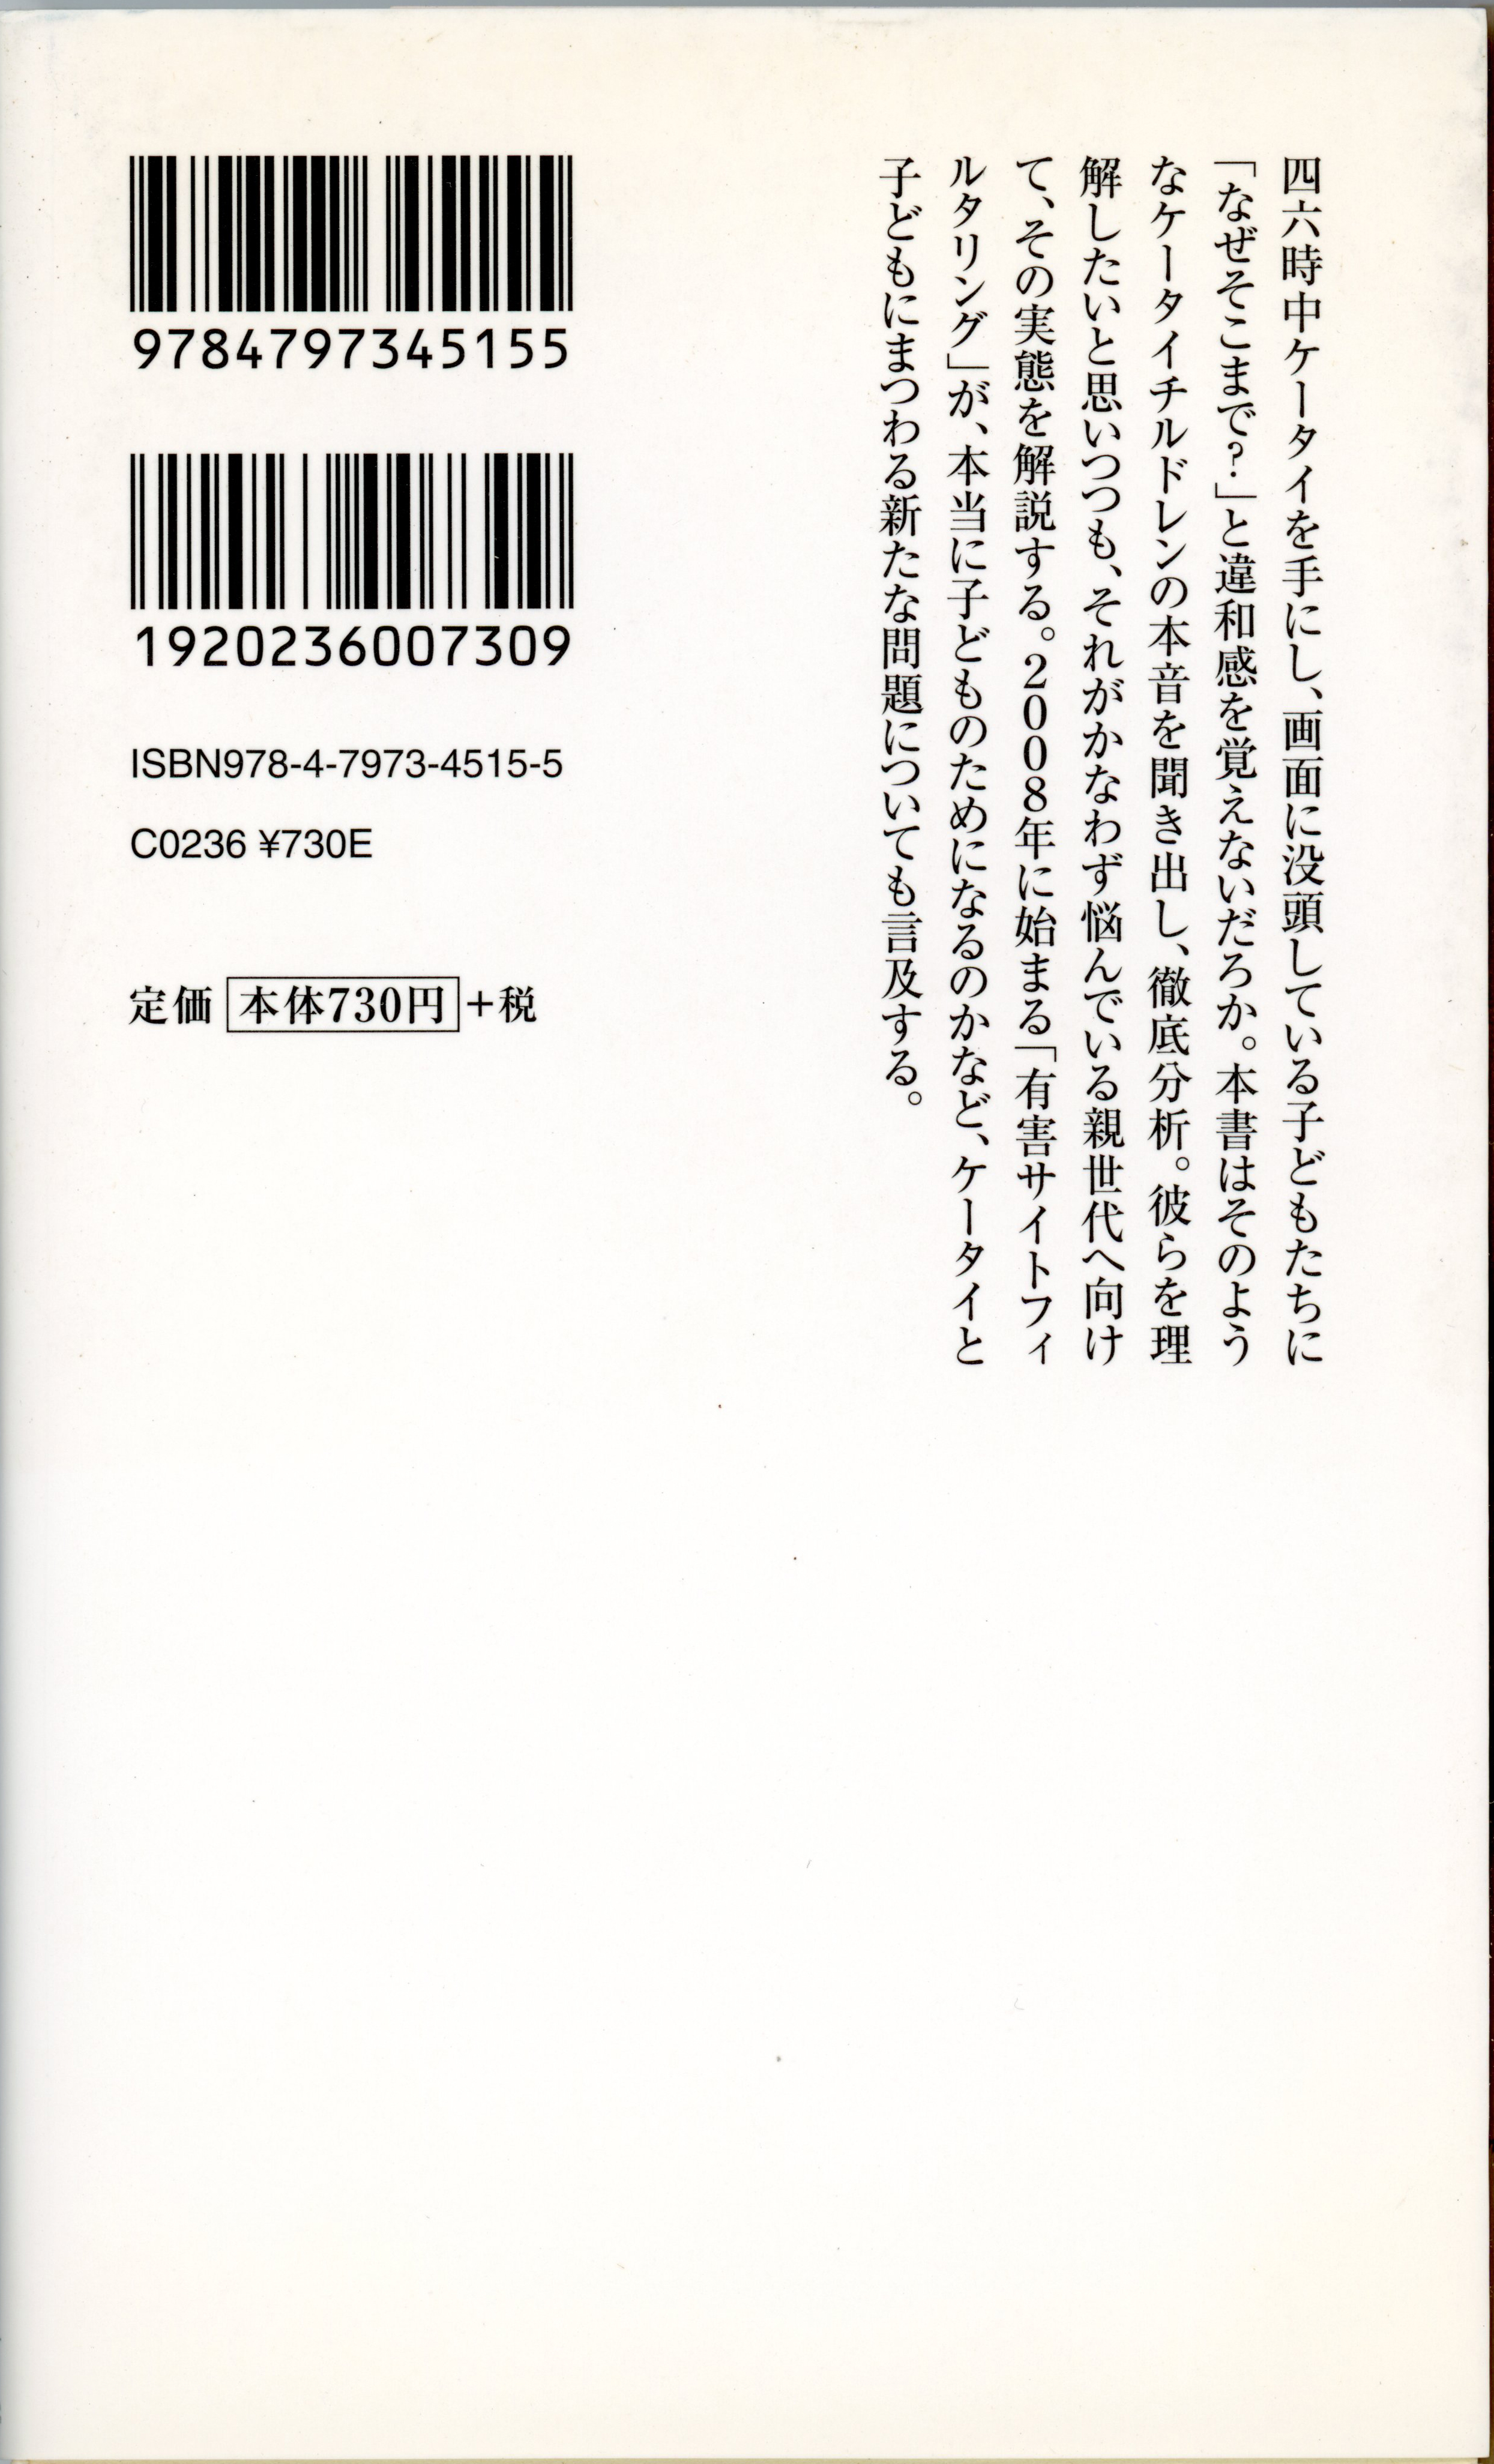 四六時中ケータイを手にし、画面に没頭している子どもたちに
「なぜそこまで?」と違和感を覚えないだろか。本書はそのよう
なケータイチルドレンの本音を聞き出し、徹底分析。彼らを理
解したいと思いつつも、それがかなわず悩んでいる親世代へ向け
て、その実態を解説する。2008年に始まる「有害サイトフィ
ルタリング」が、本当に子どものためになるのかなど、ケータイと
子どもにまつわる新たな問題についても言及する。
9784797345155
1920236007309
ISBN978-4-7973-4515-5
C0236 ¥730E
定価 本体730円 +税